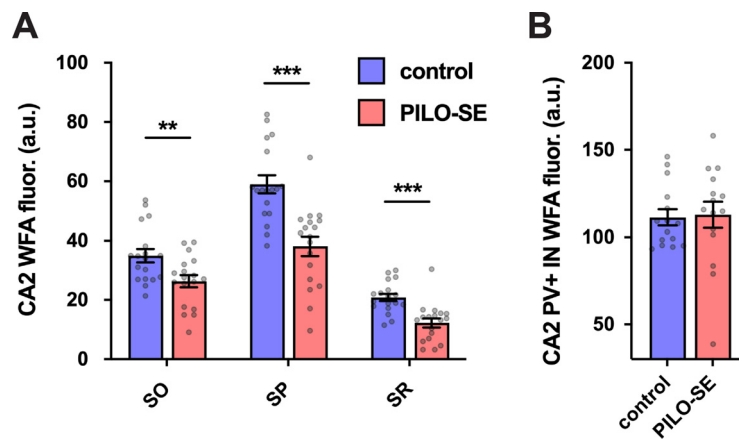 A
CA2 WFA fluor. (a.u.)
100
80
60
40
20
0
**
***
***
control
PILO-SE
SO
SP
SR
B
CA2 PV+ IN WFA fluor. (a.u.)
200
150
100
50
control
PILO-SE